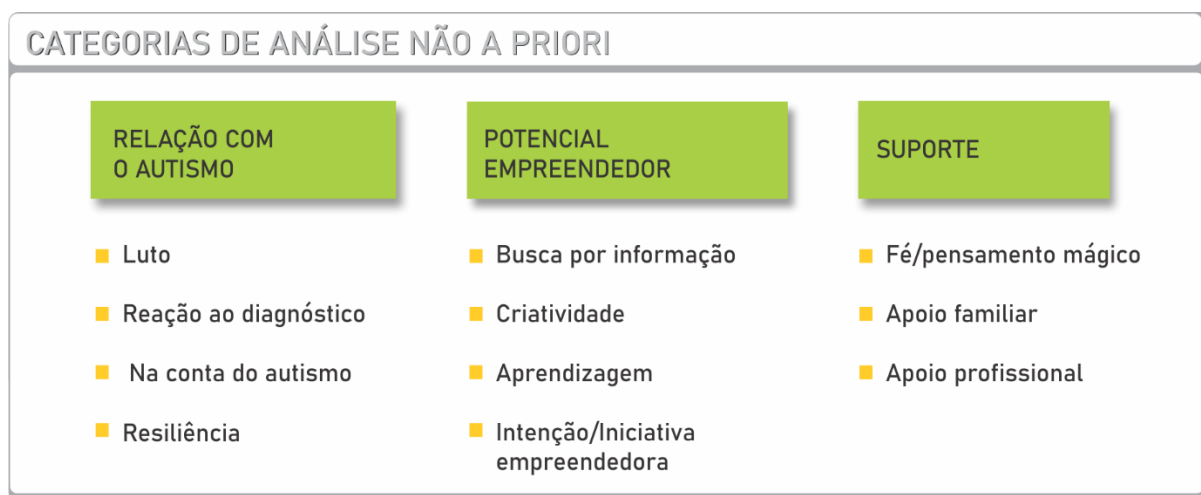 CATEGORIAS DE ANÁLISE NÃO A PRIORI
RELAÇÃO COM
O AUTISMO
Luto
Reação ao diagnóstico
Na conta do autismo
Resiliência
POTENCIAL
EMPREENDEDOR
Busca por informação
Criatividade
Aprendizagem
Intenção/Iniciativa
empreendedora
SUPORTE
Fé/pensamento mágico
Apoio familiar
Apoio profissional